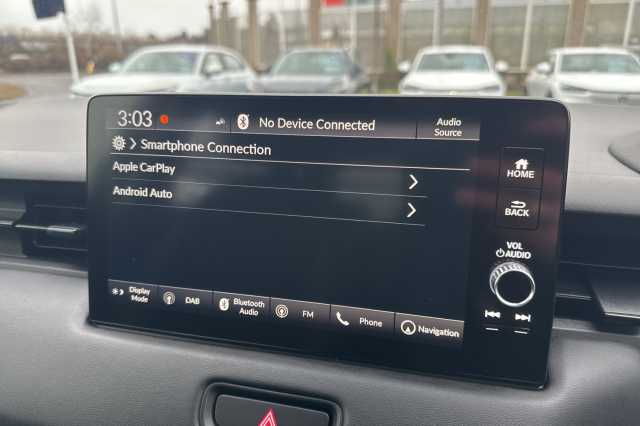 3:03
No Device Connected
Audio
Source
Smartphone Connection
Apple CarPlay
Android Auto
HOME
BACK
VOL
AUDIO
Display
Mode
DAB
Bluetooth
Audio
FM
Phone
Navigation